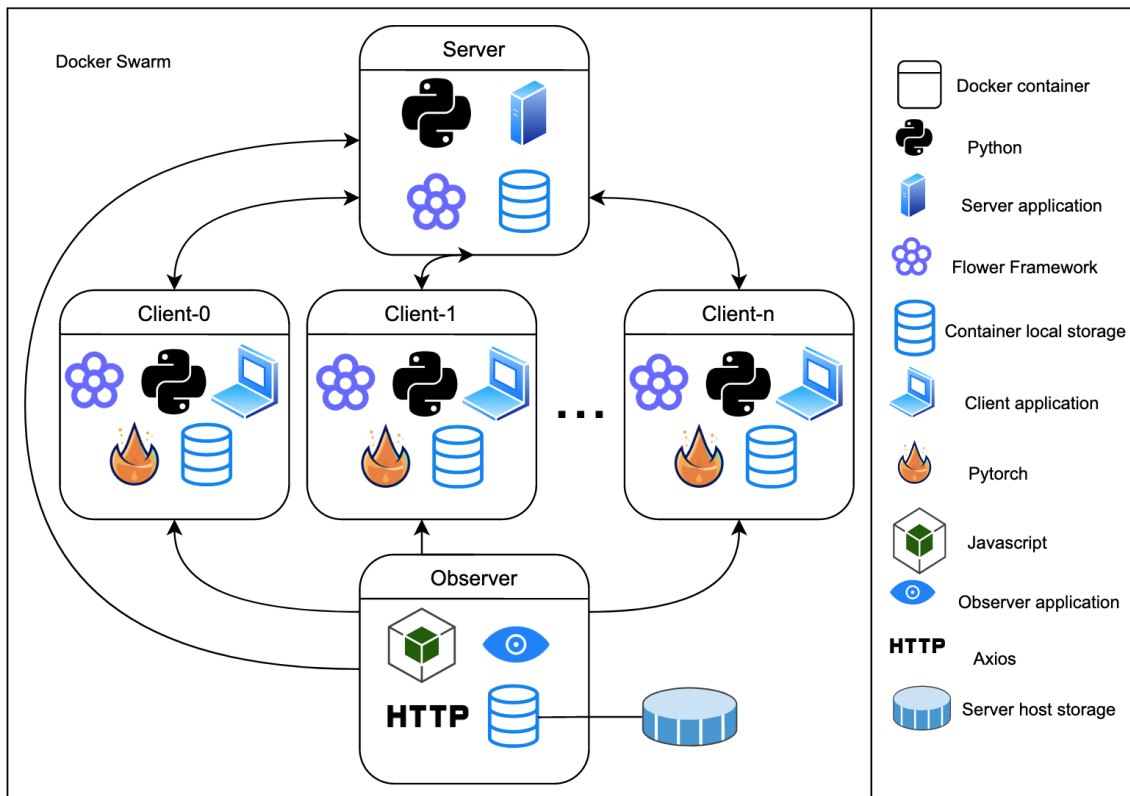 Docker Swarm
Server
Client-0
Client-1
Client-n
...
Observer
HTTP
Docker container
Python
Server application
Flower Framework
Container local storage
Client application
Pytorch
Javascript
Observer application
HTTP
Axios
Server host storage